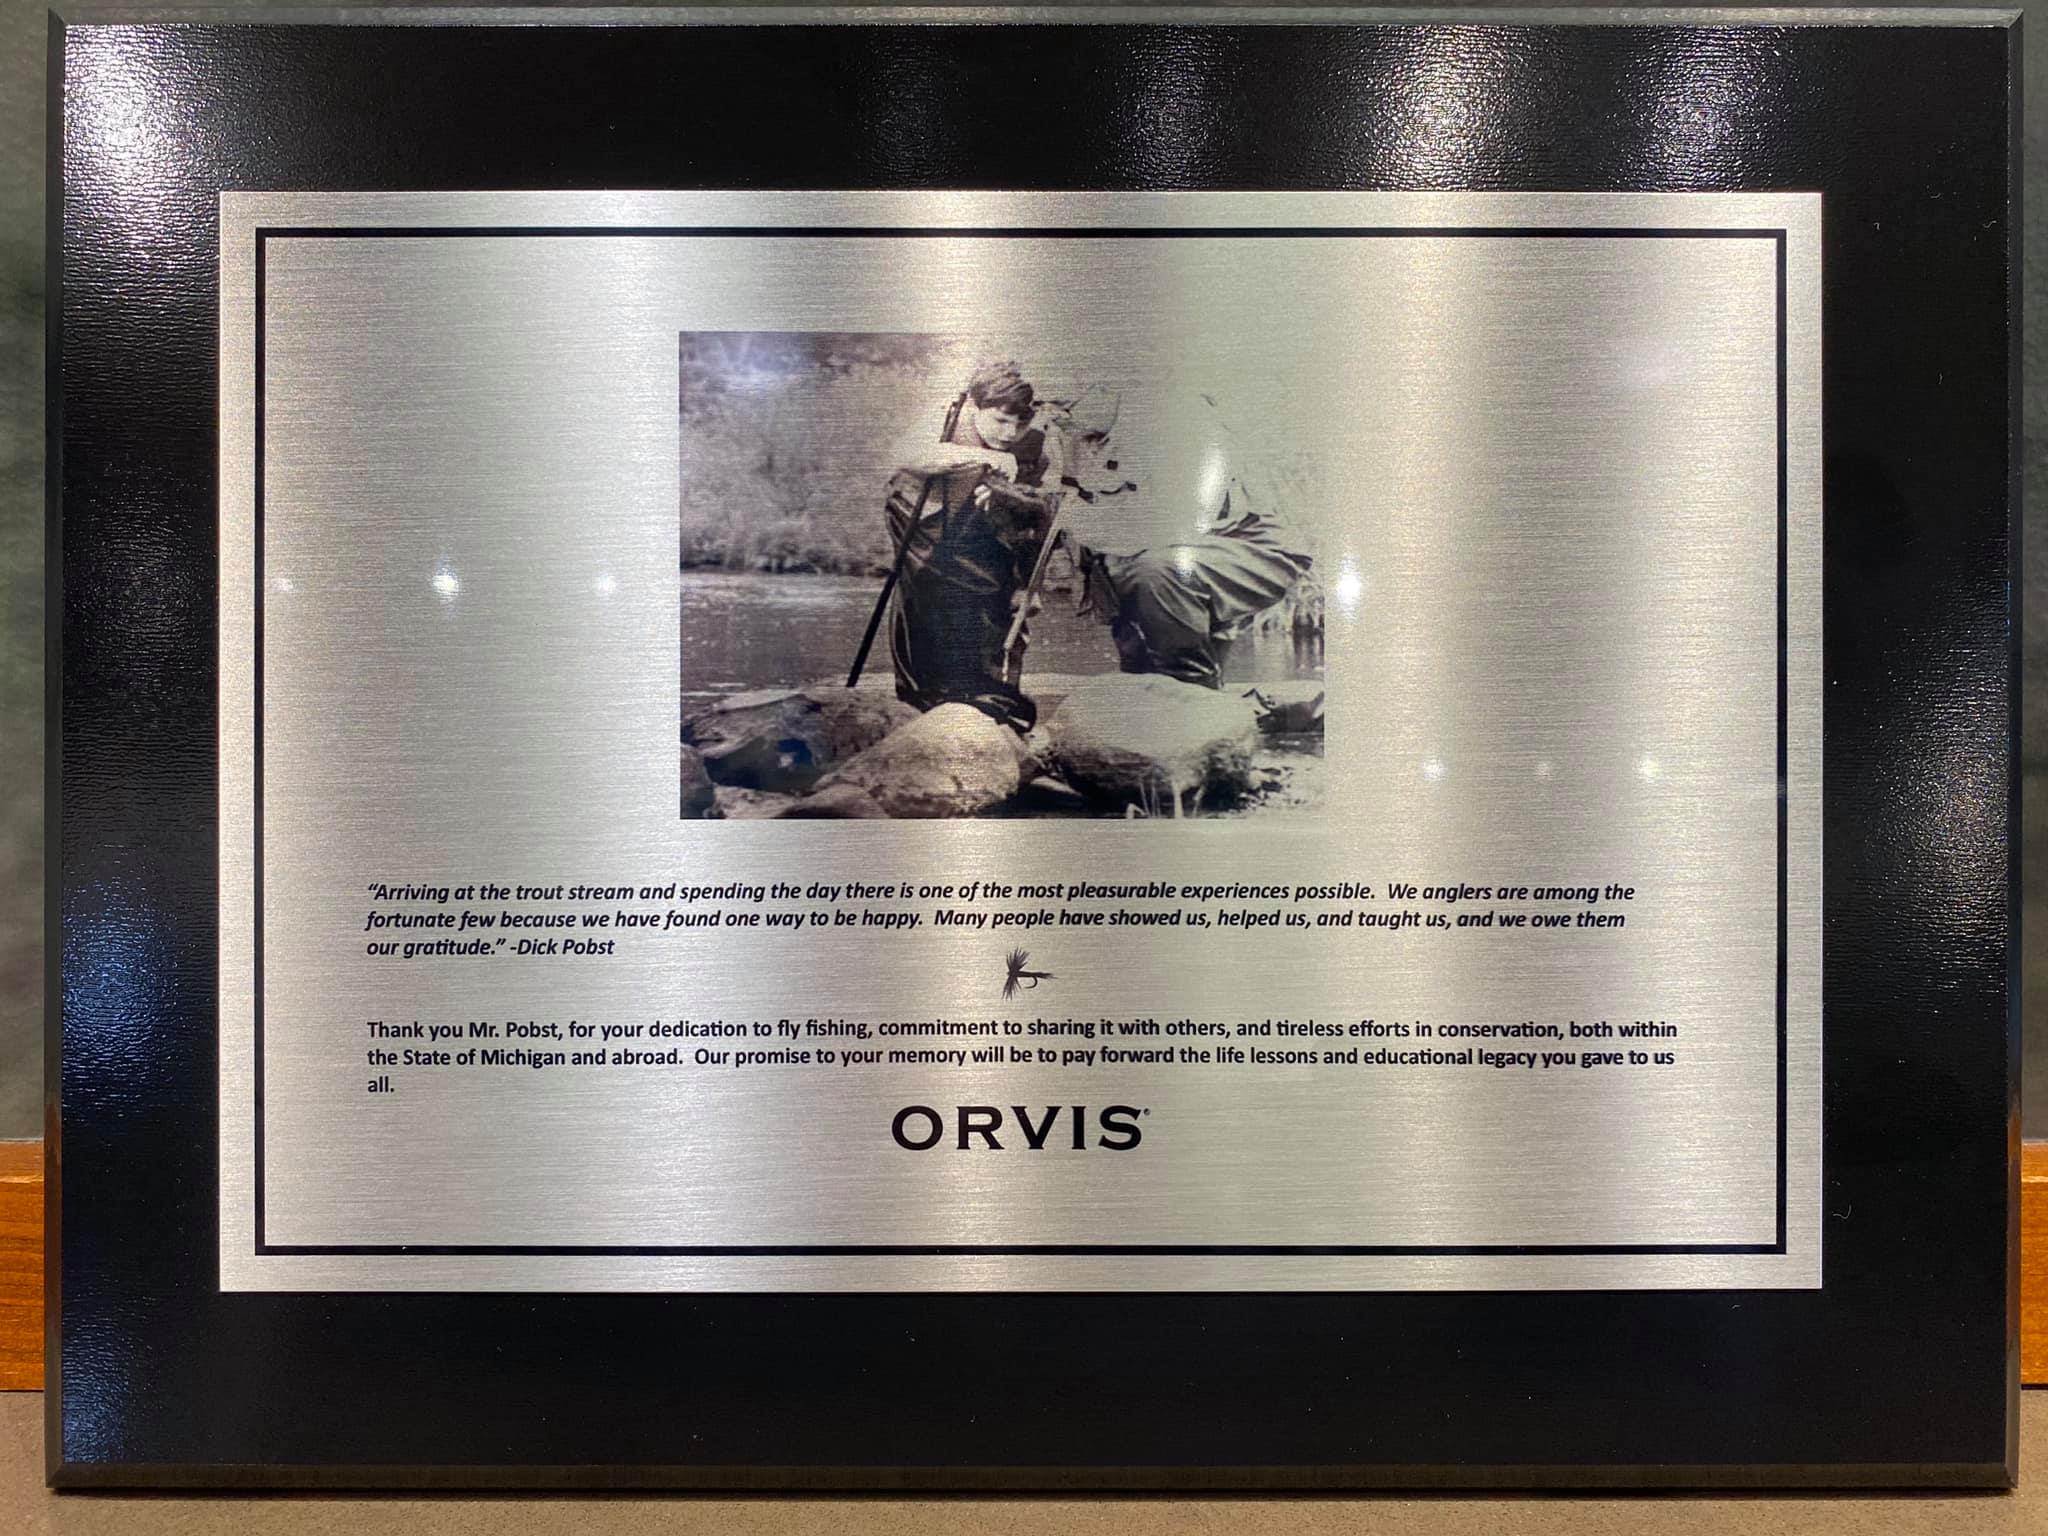 “Arriving at the trout stream and spending the day there is one of the most pleasurable experiences possible.  We anglers are among the
fortunate few because we have found one way to be happy.  Many people have showed us, helped us, and taught us, and we owe them
our gratitude.” -Dick Pobst
Thank you Mr. Pobst, for your dedication to fly fishing, commitment to sharing it with others, and tireless efforts in conservation, both within
the State of Michigan and abroad.  Our promise to your memory will be to pay forward the life lessons and educational legacy you gave to us
all.
ORVIS®